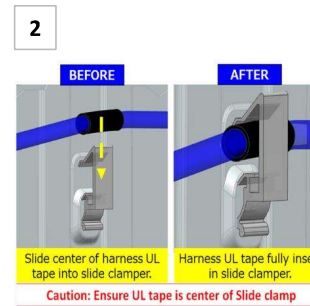 2
BEFORE
AFTER
Slide center of harness UL
tape into slide clamper.
Harness UL tape fully inse
in slide clamper.
Caution: Ensure UL tape is center of Slide clamp